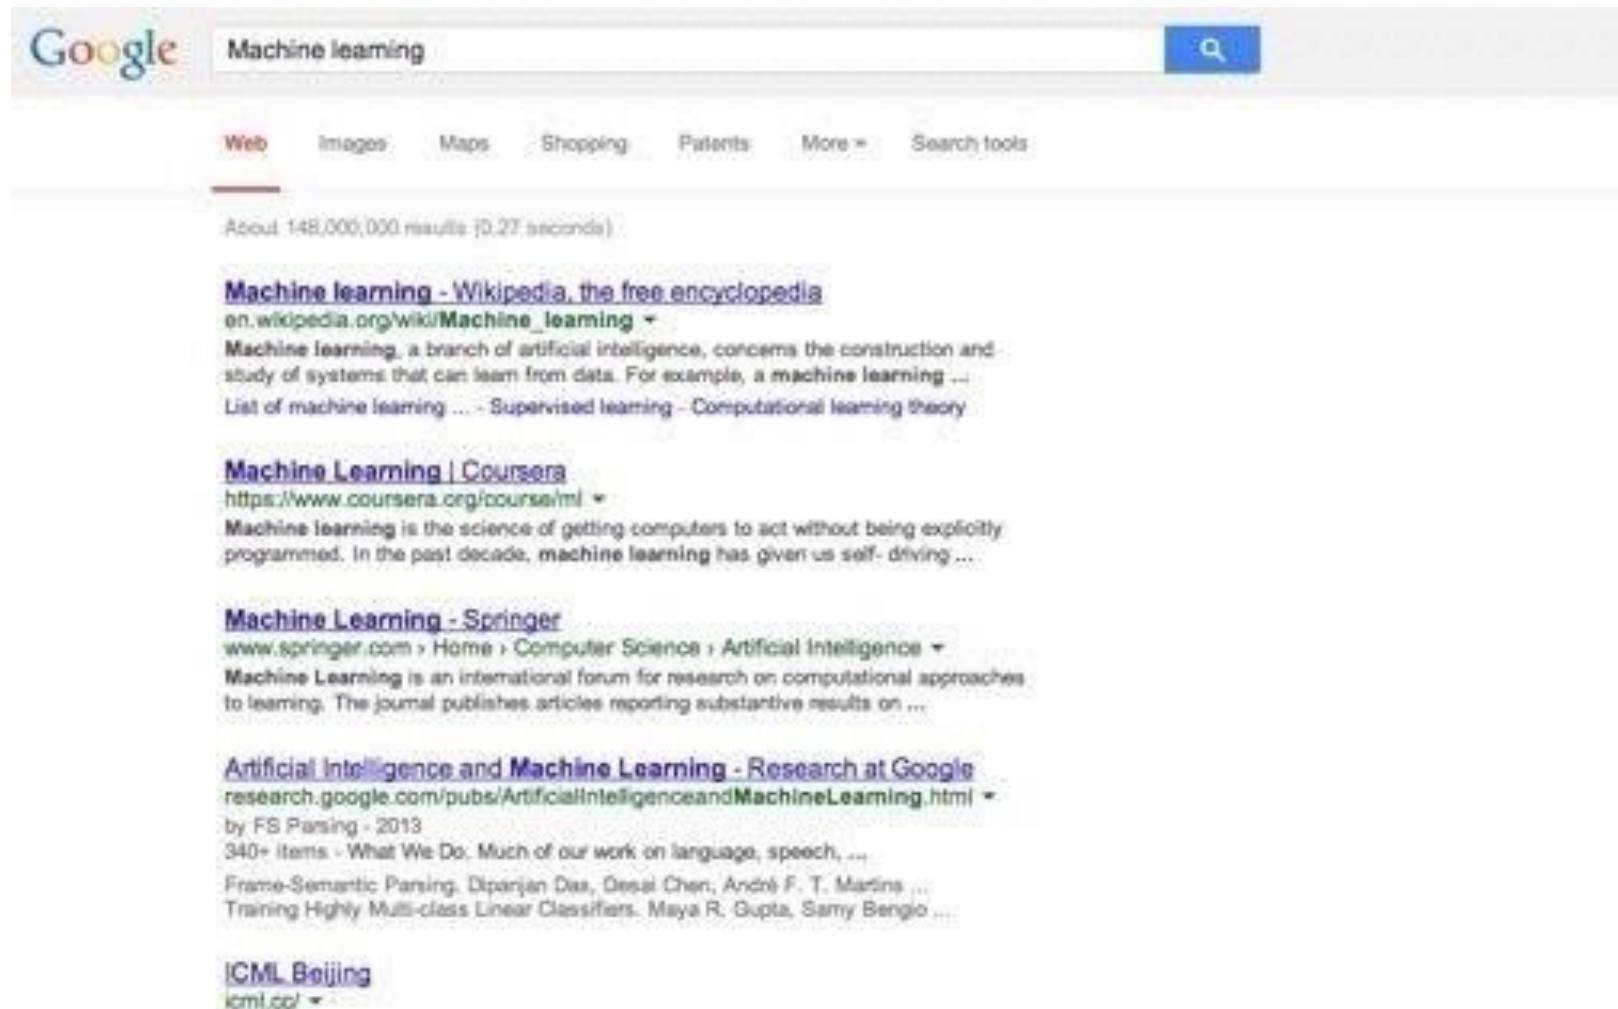 Google
Machine learning
Web Images Maps Shopping Patents More Search tools
About 148,000,000 results (0.27 seconds)
Machine learning - Wikipedia, the free encyclopedia
en.wikipedia.org/wiki/Machine_learning
Machine learning, a branch of artificial intelligence, concerns the construction and
study of systems that can learn from data. For example, a machine learning ...
List of machine learning ... - Supervised learning - Computational learning theory
Machine Learning | Coursera
https://www.coursera.org/course/ml
Machine learning is the science of getting computers to act without being explicitly
programmed. In the past decade, machine learning has given us self- driving ...
Machine Learning - Springer
www.springer.com › Home › Computer Science › Artificial Intelligence
Machine Learning is an international forum for research on computational approaches
to learning. The journal publishes articles reporting substantive results on ...
Artificial Intelligence and Machine Learning - Research at Google
research.google.com/pubs/ArtificialIntelligenceandMachineLearning.html
by FS Parsing - 2013
340+ items - What We Do. Much of our work on language, speech, ...
Frame-Semantic Parsing. Dipanjan Das, Desai Chen, André F. T. Martins ...
Training Highly Multi-class Linear Classifiers. Maya R. Gupta, Samy Bengio ...
ICML Beijing